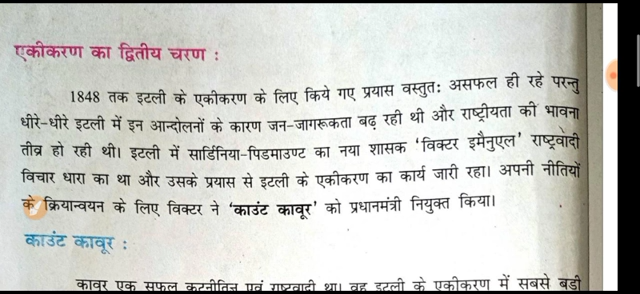 एकीकरण का द्वितीय चरण :
1848 तक इटली के एकीकरण के लिए किये गए प्रयास वस्तुतः असफल ही रहे परन्तु
धीरे-धीरे इटली में इन आन्दोलनों के कारण जन-जागरूकता बढ़ रही थी और राष्ट्रीयता की भावना
तीव्र हो रही थी। इटली में सार्डिनिया-पिडमाउण्ट का नया शासक 'विक्टर इमैनुएल' राष्ट्रवादी
विचार धारा का था और उसके प्रयास से इटली के एकीकरण का कार्य जारी रहा। अपनी नीतियों
के क्रियान्वयन के लिए विक्टर ने 'काउंट कावूर' को प्रधानमंत्री नियुक्त किया।
काउंट कावूर :
कावूर एक सफल कूटनीतिज्ञ एवं राष्ट्रवादी था। वह इटली के एकीकरण में सबसे बड़ी